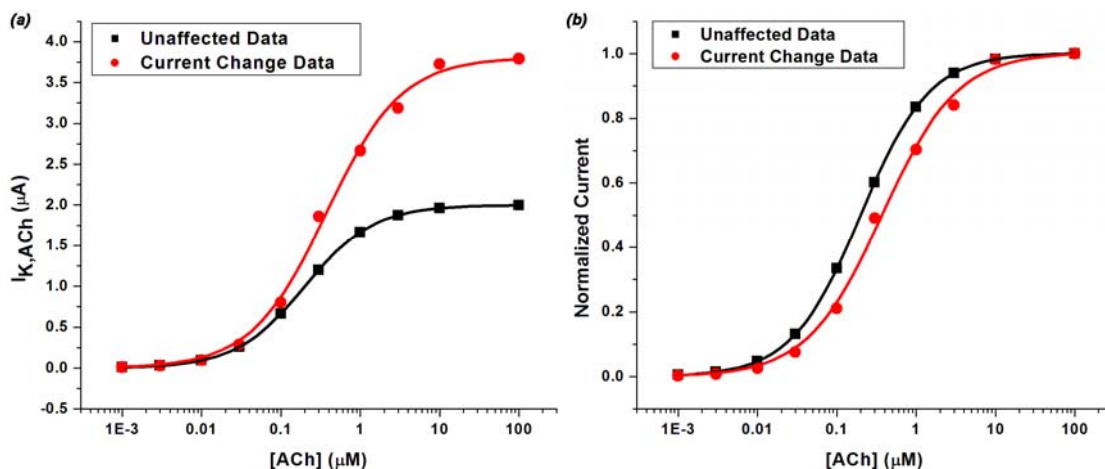 (a)
Unaffected Data
Current Change Data
4.0
3.5
3.0
2.5
2.0
1.5
1.0
0.5
0.0
-0.5
I_K,ACh (μA)
1E-3 0.01 0.1 1 10 100
[ACh] (μM)
(b)
Unaffected Data
Current Change Data
1.0
0.8
0.6
0.4
0.2
0.0
Normalized Current
1E-3 0.01 0.1 1 10 100
[ACh] (μM)